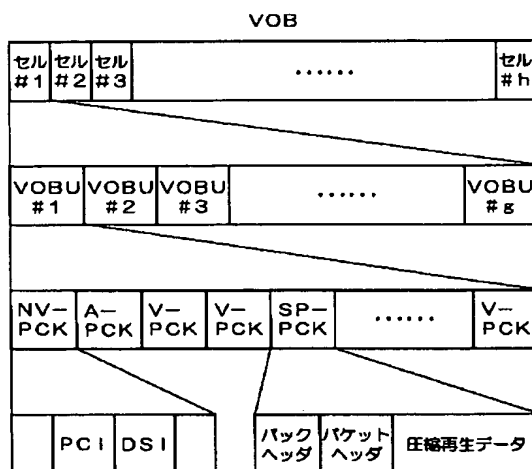 VOB
セル セル セル セル
#1 #2 #3 ‥‥‥ #h
VOBU VOBU VOBU VOBU
#1 #2 #3 ‥‥‥ #g
NV- A- V- V- SP- V-
PCK PCK PCK PCK PCK ‥‥‥ PCK
PCI DSI
パック パケット 圧縮再生データ
ヘッダ ヘッダ